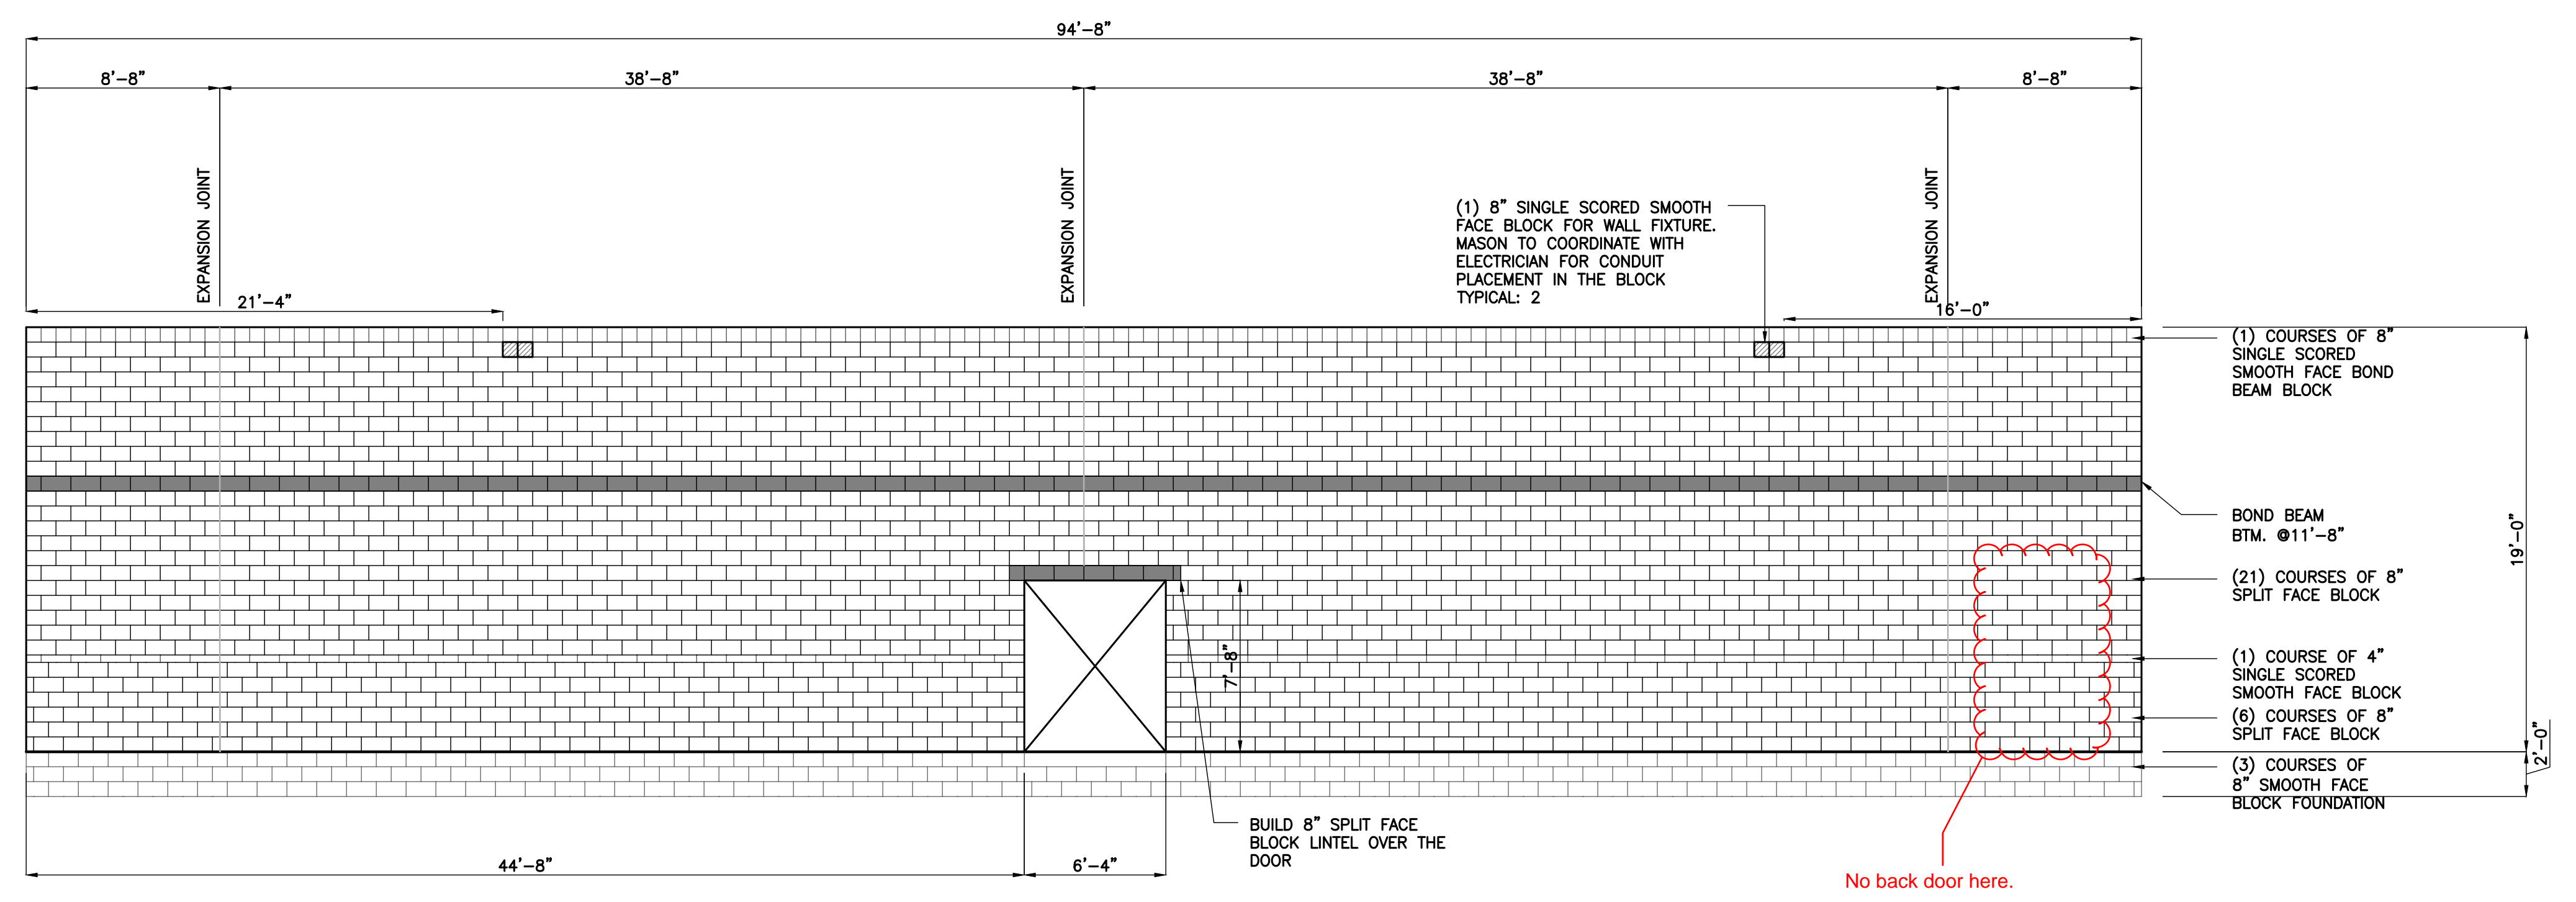 94'-8"
8'-8"
38'-8"
38'-8"
8'-8"
EXPANSION JOINT
EXPANSION JOINT
EXPANSION JOINT
(1) 8" SINGLE SCORED SMOOTH
FACE BLOCK FOR WALL FIXTURE.
MASON TO COORDINATE WITH
ELECTRICIAN FOR CONDUIT
PLACEMENT IN THE BLOCK
TYPICAL: 2
21'-4"
16'-0"
(1) COURSES OF 8"
SINGLE SCORED
SMOOTH FACE BOND
BEAM BLOCK
BOND BEAM
BTM. @11'-8"
19'-0"
(21) COURSES OF 8"
SPLIT FACE BLOCK
7'-8"
(1) COURSE OF 4"
SINGLE SCORED
SMOOTH FACE BLOCK
(6) COURSES OF 8"
SPLIT FACE BLOCK
2'-0"
(3) COURSES OF
8" SMOOTH FACE
BLOCK FOUNDATION
BUILD 8" SPLIT FACE
BLOCK LINTEL OVER THE
DOOR
44'-8"
6'-4"
No back door here.